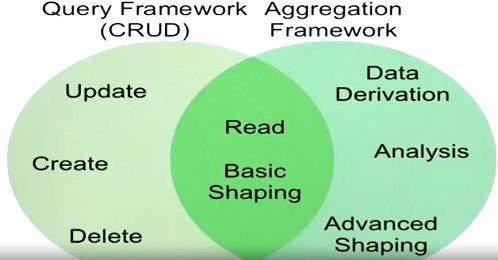 Query Framework
(CRUD)
Aggregation
Framework
Update
Create
Delete
Read
Basic
Shaping
Data
Derivation
Analysis
Advanced
Shaping